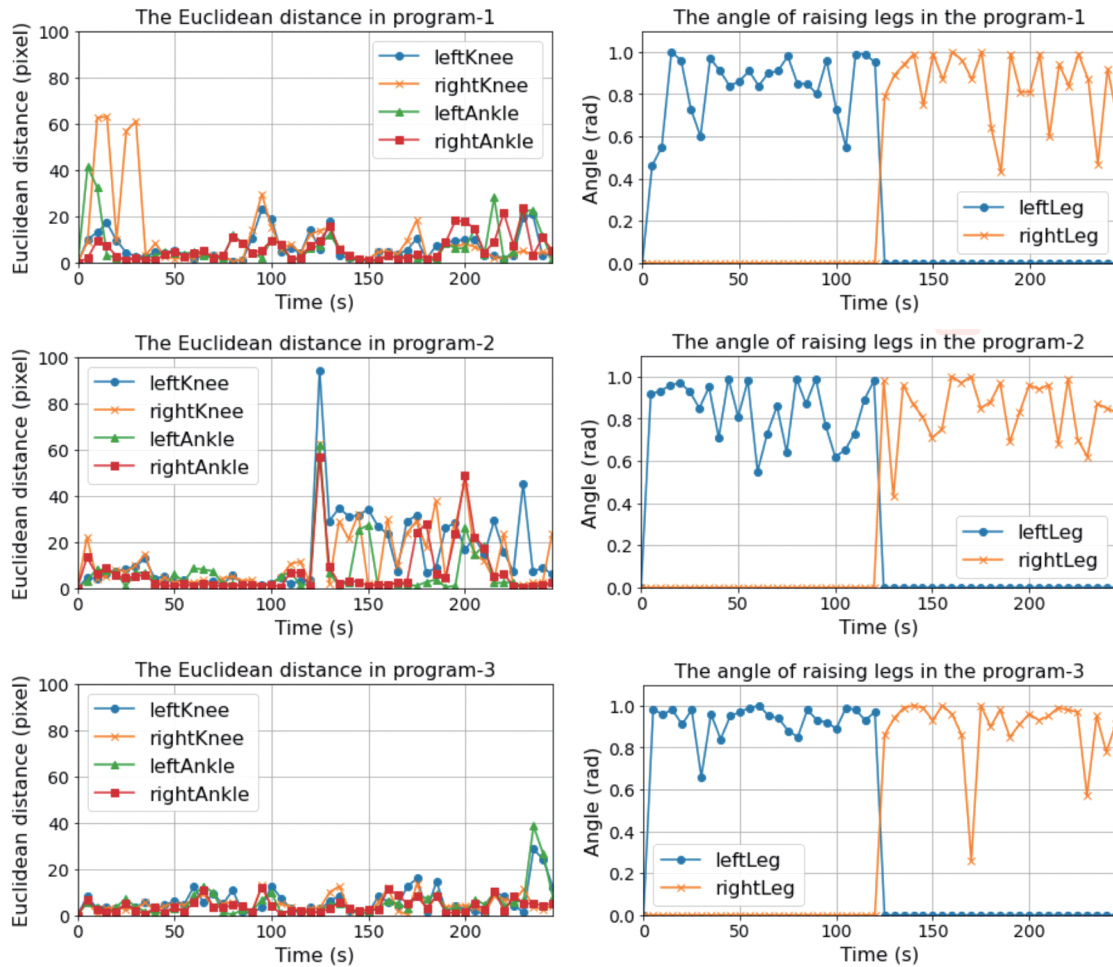 The Euclidean distance in program-1
100
80
60
40
20
0
Euclidean distance (pixel)
leftKnee
rightKnee
leftAnkle
rightAnkle
0 50 100 150 200
Time (s)
The angle of raising legs in the program-1
1.0
0.8
0.6
0.4
0.2
0.0
Angle (rad)
leftLeg
rightLeg
0 50 100 150 200
Time (s)
The Euclidean distance in program-2
100
80
60
40
20
0
Euclidean distance (pixel)
leftKnee
rightKnee
leftAnkle
rightAnkle
0 50 100 150 200
Time (s)
The angle of raising legs in the program-2
1.0
0.8
0.6
0.4
0.2
0.0
Angle (rad)
leftLeg
rightLeg
0 50 100 150 200
Time (s)
The Euclidean distance in program-3
100
80
60
40
20
0
Euclidean distance (pixel)
leftKnee
rightKnee
leftAnkle
rightAnkle
0 50 100 150 200
Time (s)
The angle of raising legs in the program-3
1.0
0.8
0.6
0.4
0.2
0.0
Angle (rad)
leftLeg
rightLeg
0 50 100 150 200
Time (s)